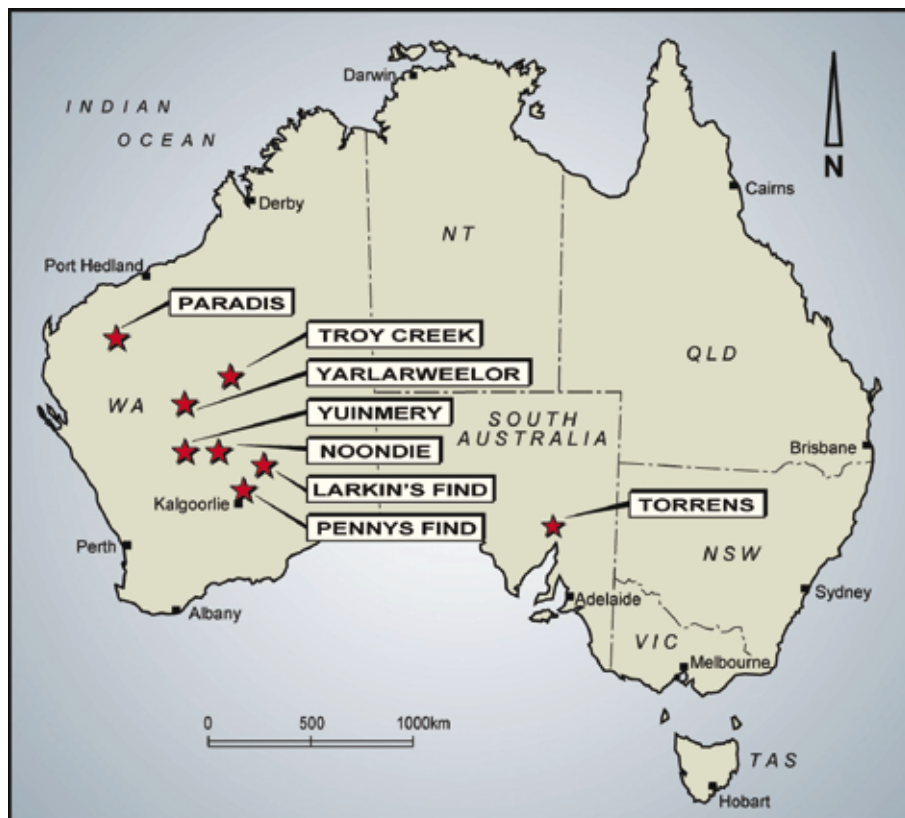 Darwin
INDIAN
OCEAN
N
Cairns
Derby
NT
Port Hedland
PARADIS
TROY CREEK
QLD
YARLARWEELOR
WA
YUINMERY
SOUTH
AUSTRALIA
NOONDIE
Brisbane
LARKIN'S FIND
Kalgoorlie
TORRENS
PENNYS FIND
Perth
NSW
Sydney
Adelaide
Albany
VIC
Melbourne
0 500 1000km
TAS
Hobart